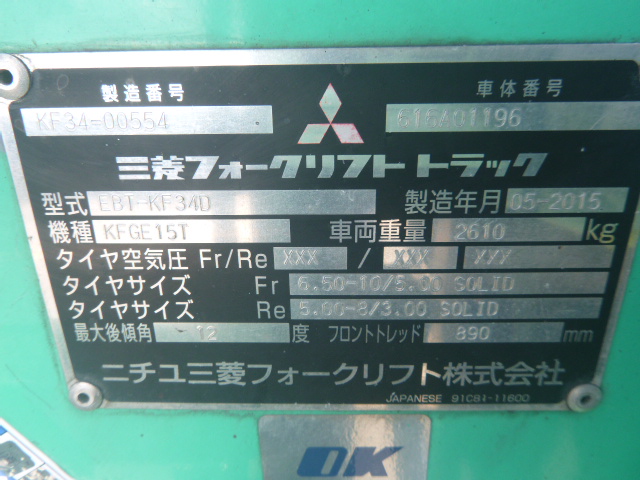 製造番号 車体番号
KF34-00554 616A01196
三菱フォークリフトトラック
型式 EBT-KF34D 製造年月 05-2015
機種 KFGE15T 車両重量 2610 kg
タイヤ空気圧 Fr/Re XXX / XXX XXX
タイヤサイズ Fr 6.50-10/5.00 SOLID
タイヤサイズ Re 5.00-8/3.00 SOLID
最大後傾角 12 度 フロントトレッド 890 mm
ニチユ三菱フォークリフト株式会社
JAPANESE 91C81-11600
OK